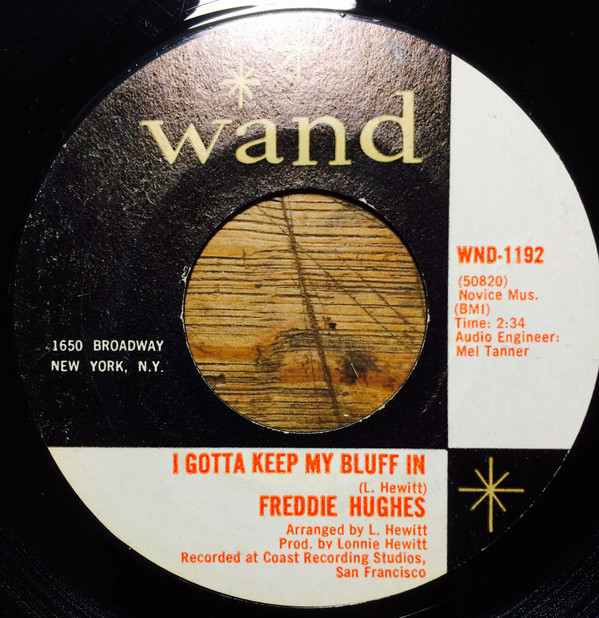 wand
WND-1192
(50820)
Novice Mus.
(BMI)
Time: 2:34
Audio Engineer:
Mel Tanner
1650 BROADWAY
NEW YORK, N.Y.
I GOTTA KEEP MY BLUFF IN
(L. Hewitt)
FREDDIE HUGHES
Arranged by L. Hewitt
Prod. by Lonnie Hewitt
Recorded at Coast Recording Studios,
San Francisco